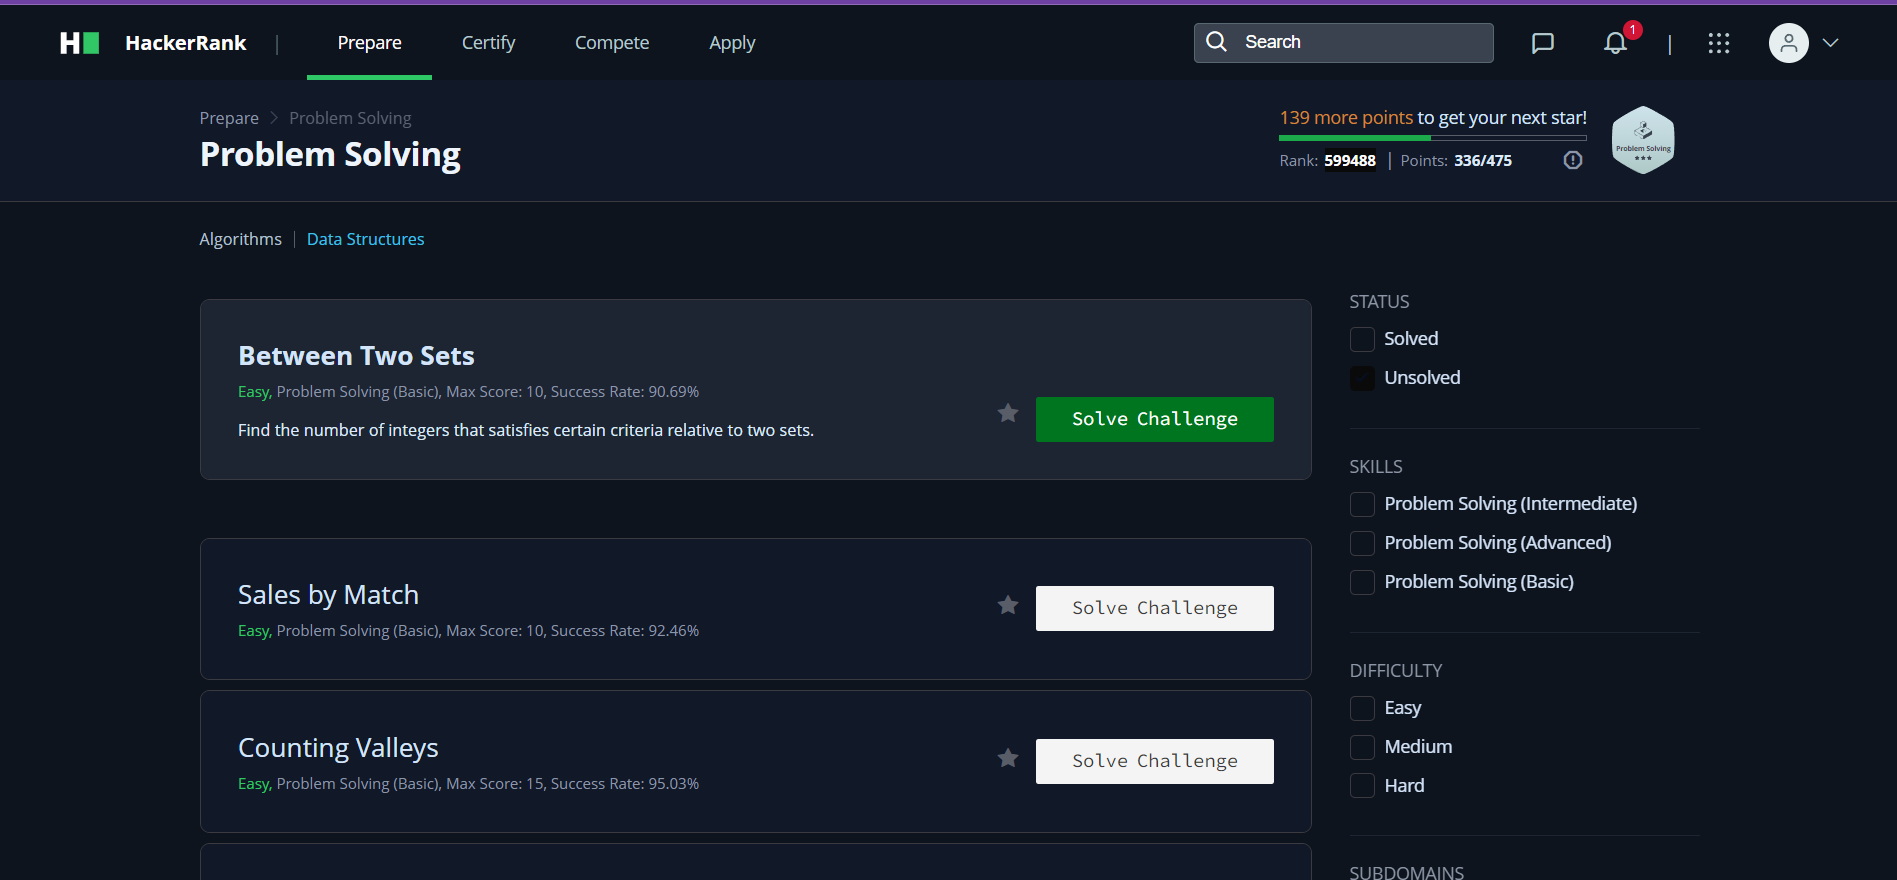 H HackerRank | Prepare Certify Compete Apply Search 1 |
Prepare > Problem Solving
Problem Solving
139 more points to get your next star!
Rank: 599488 | Points: 336/475
Problem Solving
★★★
Algorithms | Data Structures
Between Two Sets
Easy, Problem Solving (Basic), Max Score: 10, Success Rate: 90.69%
Find the number of integers that satisfies certain criteria relative to two sets.
Solve Challenge
Sales by Match
Easy, Problem Solving (Basic), Max Score: 10, Success Rate: 92.46%
Solve Challenge
Counting Valleys
Easy, Problem Solving (Basic), Max Score: 15, Success Rate: 95.03%
Solve Challenge
STATUS
Solved
Unsolved
SKILLS
Problem Solving (Intermediate)
Problem Solving (Advanced)
Problem Solving (Basic)
DIFFICULTY
Easy
Medium
Hard
SUBDOMAINS